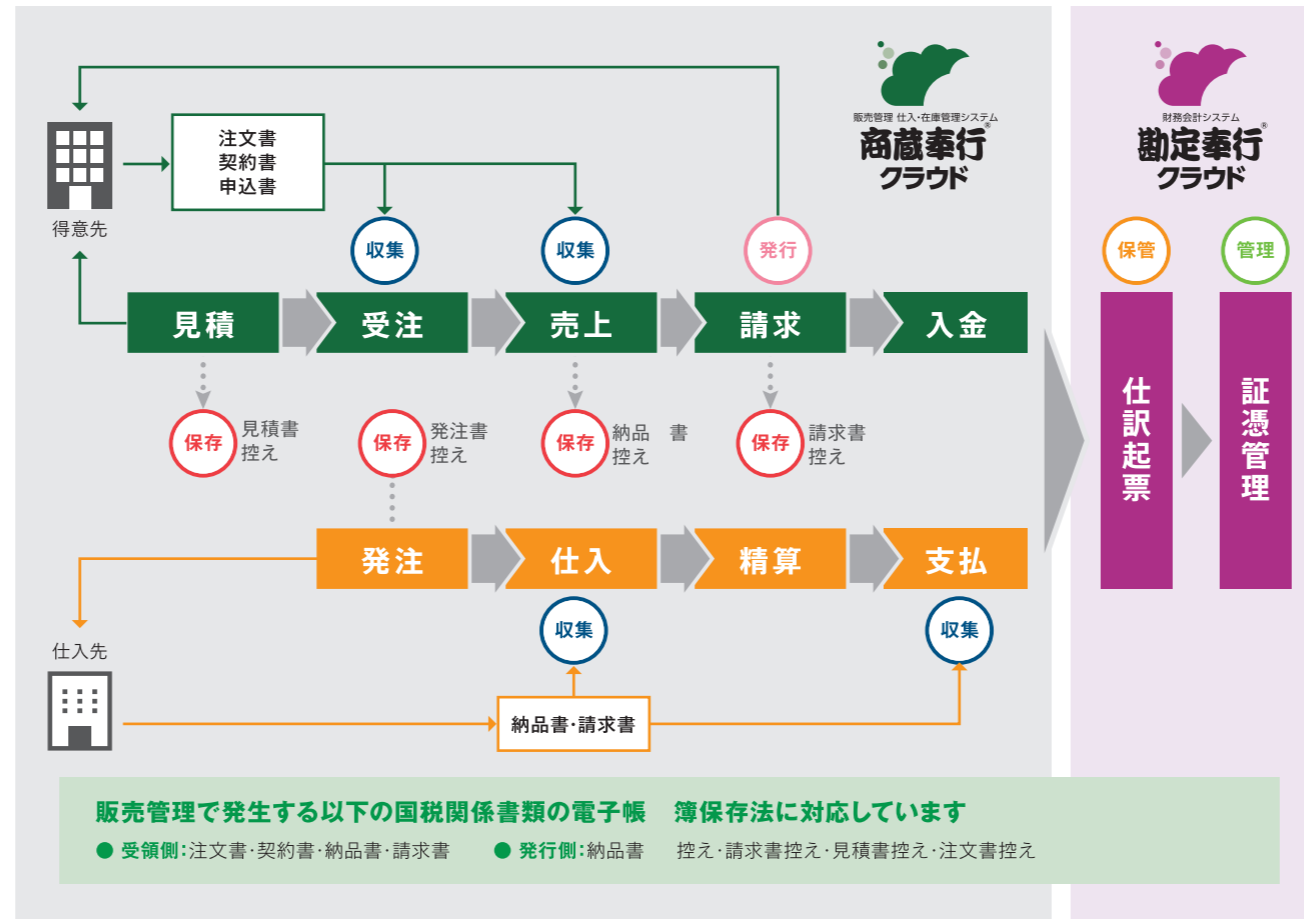 販売管理 仕入・在庫管理システム
商蔵奉行®
クラウド
財務会計システム
勘定奉行®
クラウド
注文書
契約書
申込書
得意先
収集
収集
発行
保管
管理
見積
受注
売上
請求
入金
仕訳起票
証憑管理
保存
見積書
控え
保存
発注書
控え
保存
納品　書
控え
保存
請求書
控え
発注
仕入
精算
支払
収集
収集
仕入先
納品書・請求書
販売管理で発生する以下の国税関係書類の電子帳　簿保存法に対応しています
● 受領側：注文書・契約書・納品書・請求書　● 発行側：納品書　控え・請求書控え・見積書控え・注文書控え